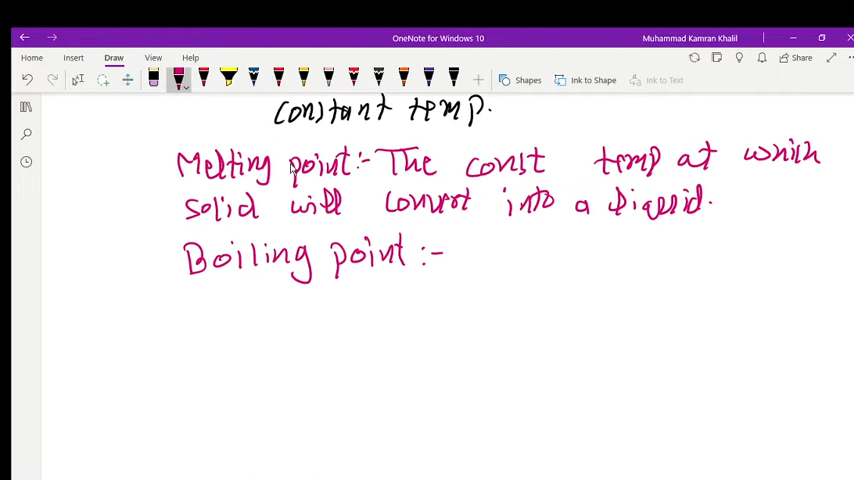 OneNote for Windows 10
Muhammad Kamran Khalil
Home Insert Draw View Help Share
Shapes Ink to Shape Ink to Text
Constant temp.
Melting point:- The const temp at which
solid will convert into a liquid.
Boiling point :-